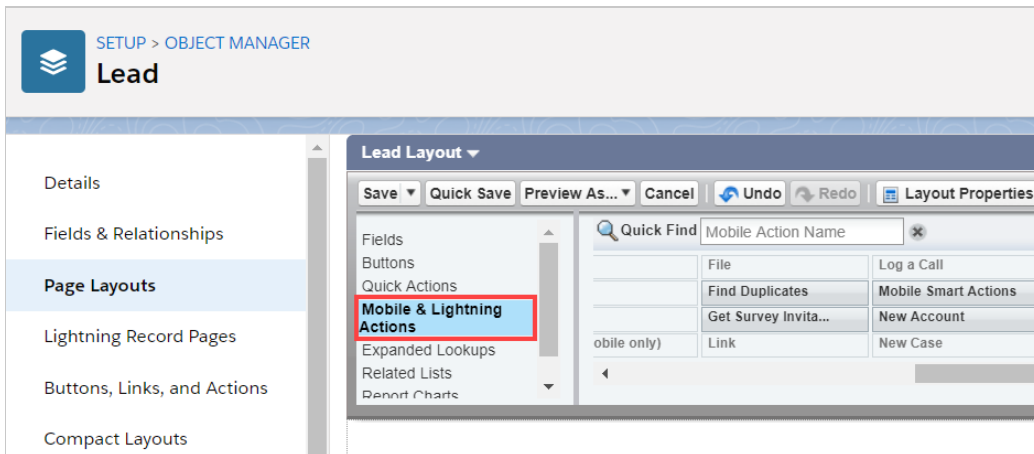 SETUP > OBJECT MANAGER
Lead
Details
Fields & Relationships
Page Layouts
Lightning Record Pages
Buttons, Links, and Actions
Compact Layouts
Lead Layout
Save Quick Save Preview As... Cancel Undo Redo Layout Properties
Fields
Buttons
Quick Actions
Mobile & Lightning
Actions
Expanded Lookups
Related Lists
Report Charts
Quick Find Mobile Action Name
File Log a Call
Find Duplicates Mobile Smart Actions
Get Survey Invita... New Account
obile only) Link New Case